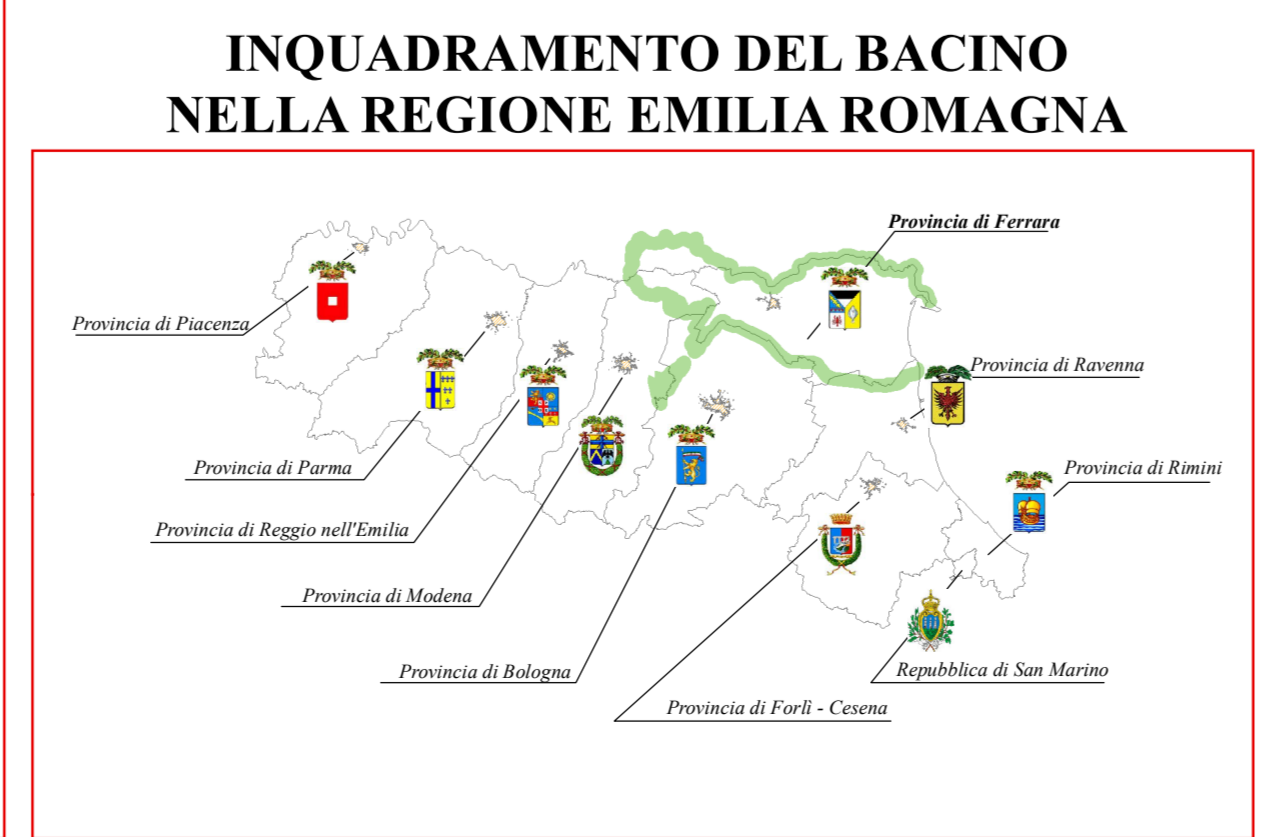 INQUADRAMENTO DEL BACINO
NELLA REGIONE EMILIA ROMAGNA
Provincia di Ferrara
Provincia di Piacenza
Provincia di Ravenna
Provincia di Parma
Provincia di Rimini
Provincia di Reggio nell'Emilia
Provincia di Modena
Provincia di Bologna
Repubblica di San Marino
Provincia di Forlì - Cesena